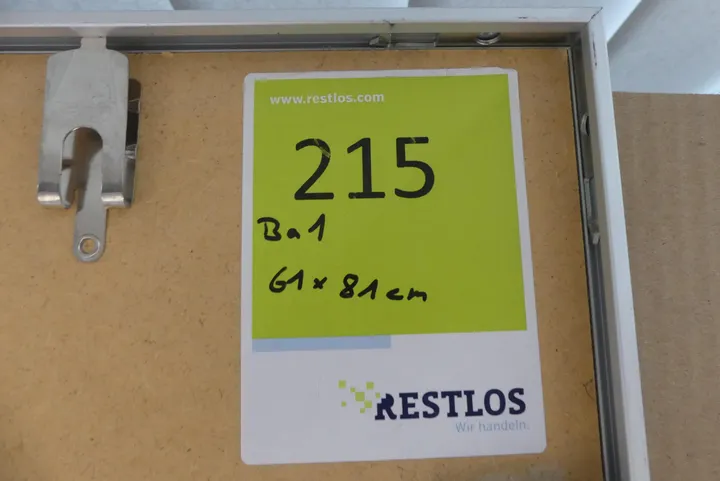 www.restlos.com
215
Ba1
61 x 81 cm
RESTLOS
Wir handeln.